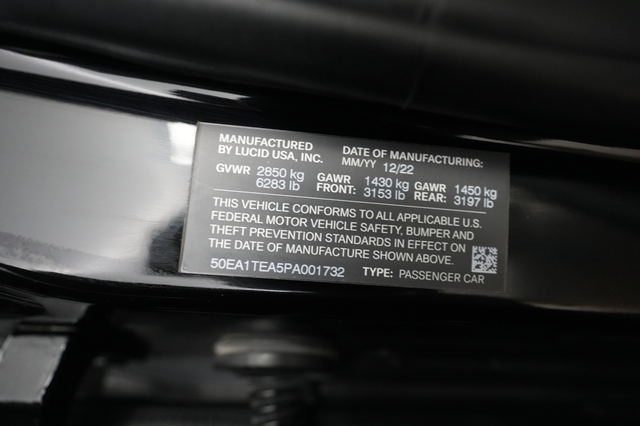 MANUFACTURED BY LUCID USA, INC.
DATE OF MANUFACTURING: MM/YY 12/22
GVWR 2850 kg 6283 lb
GAWR FRONT: 1430 kg 3153 lb
GAWR REAR: 1450 kg 3197 lb
THIS VEHICLE CONFORMS TO ALL APPLICABLE U.S.
FEDERAL MOTOR VEHICLE SAFETY, BUMPER AND
THEFT PREVENTION STANDARDS IN EFFECT ON
THE DATE OF MANUFACTURE SHOWN ABOVE.
50EA1TEA5PA001732 TYPE: PASSENGER CAR